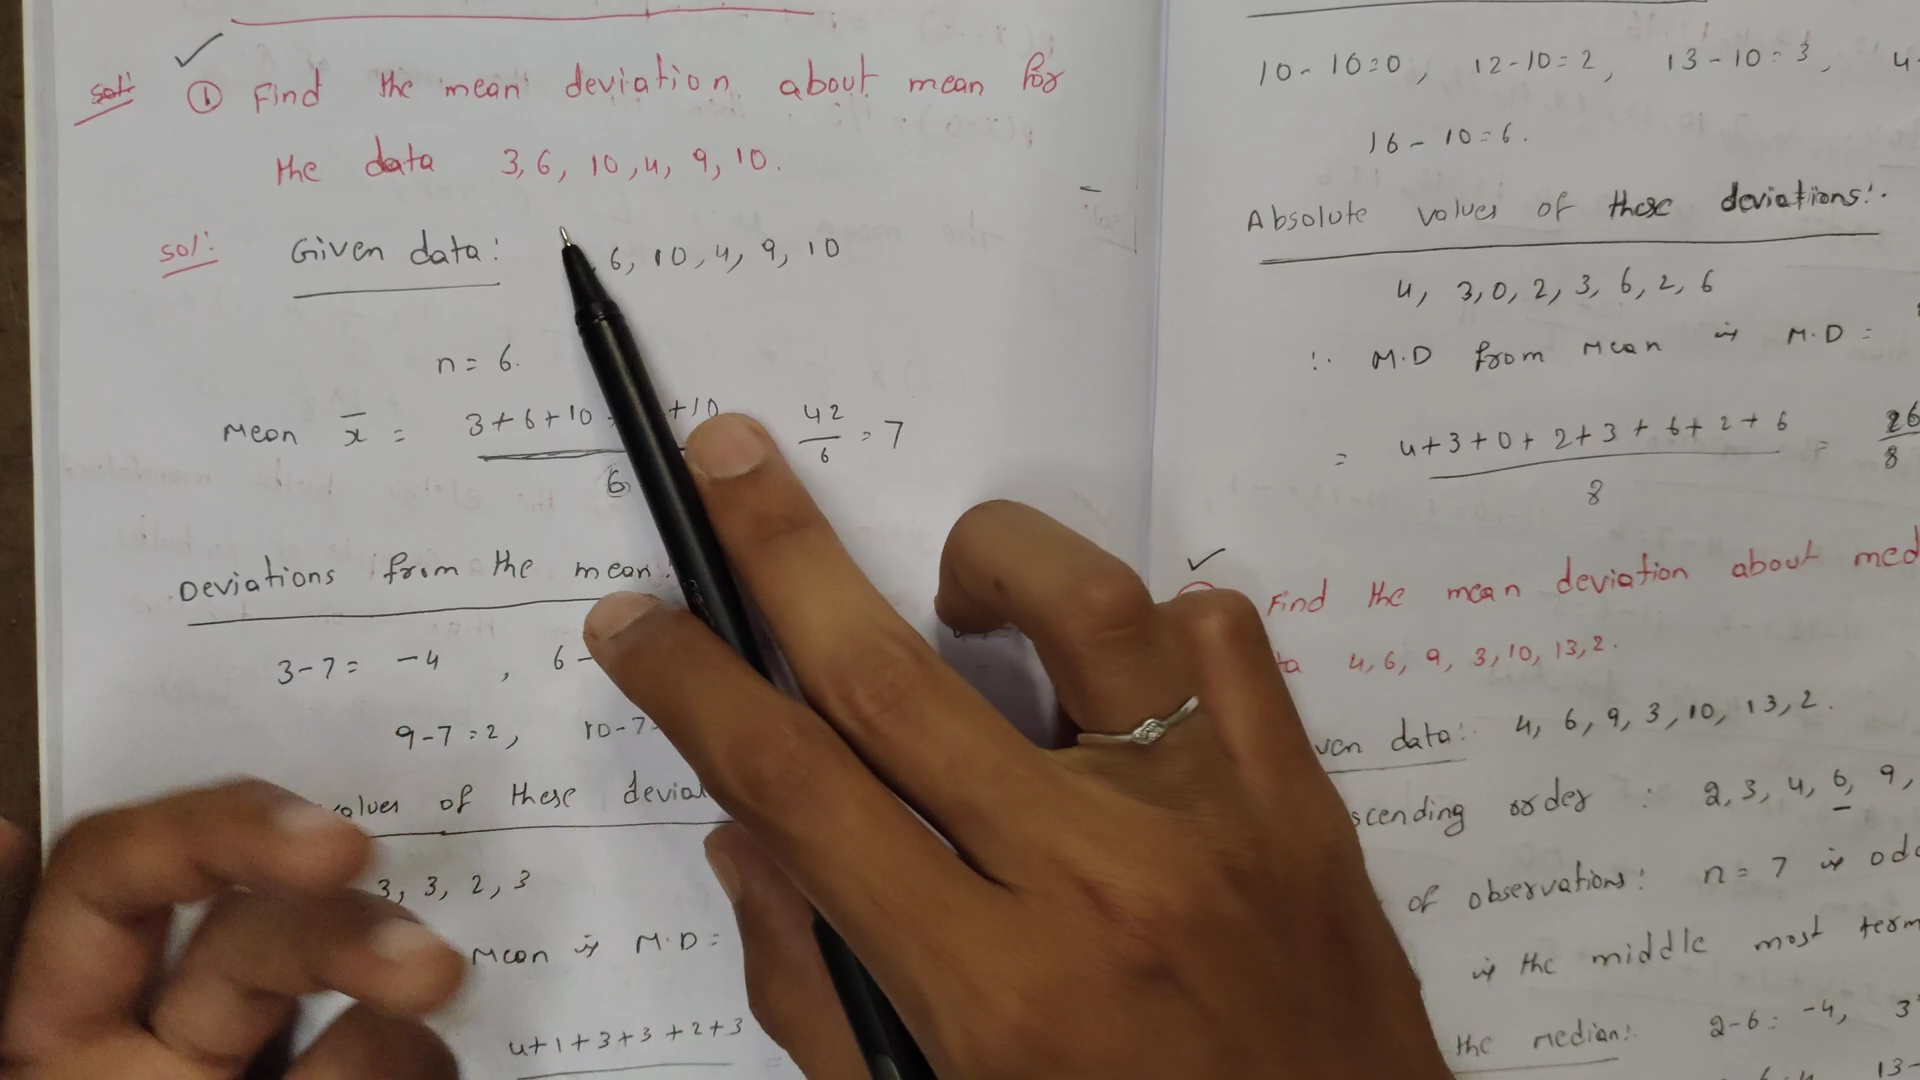 Sol:
① Find the mean deviation about mean for
the data 3, 6, 10, 4, 9, 10.
Sol: Given data: 6, 10, 4, 9, 10
n = 6.
Mean x̄ = 3+6+10 +10
6
42
6
= 7
Deviations from the mean:
3-7 = -4 , 6-
9-7 = 2, 10-7
values of these
3, 3, 2, 3
Mean is M.D =
4+1+3+3+2+3
10-10=0, 12-10=2, 13-10=3,
16-10=6.
Absolute values of these deviations:
4, 3, 0, 2, 3, 6, 2, 6
∴ M.D from mean is M.D =
= 4+3+0+2+3+6+2+6 = 26
8 8
Find the mean deviation about
4, 6, 9, 3, 10, 13, 2.
data: 4, 6, 9, 3, 10, 13, 2.
order : 2, 3, 4, 6, 9,
of observations: n = 7 is
is the middle most term
the median: 2-6 = -4,